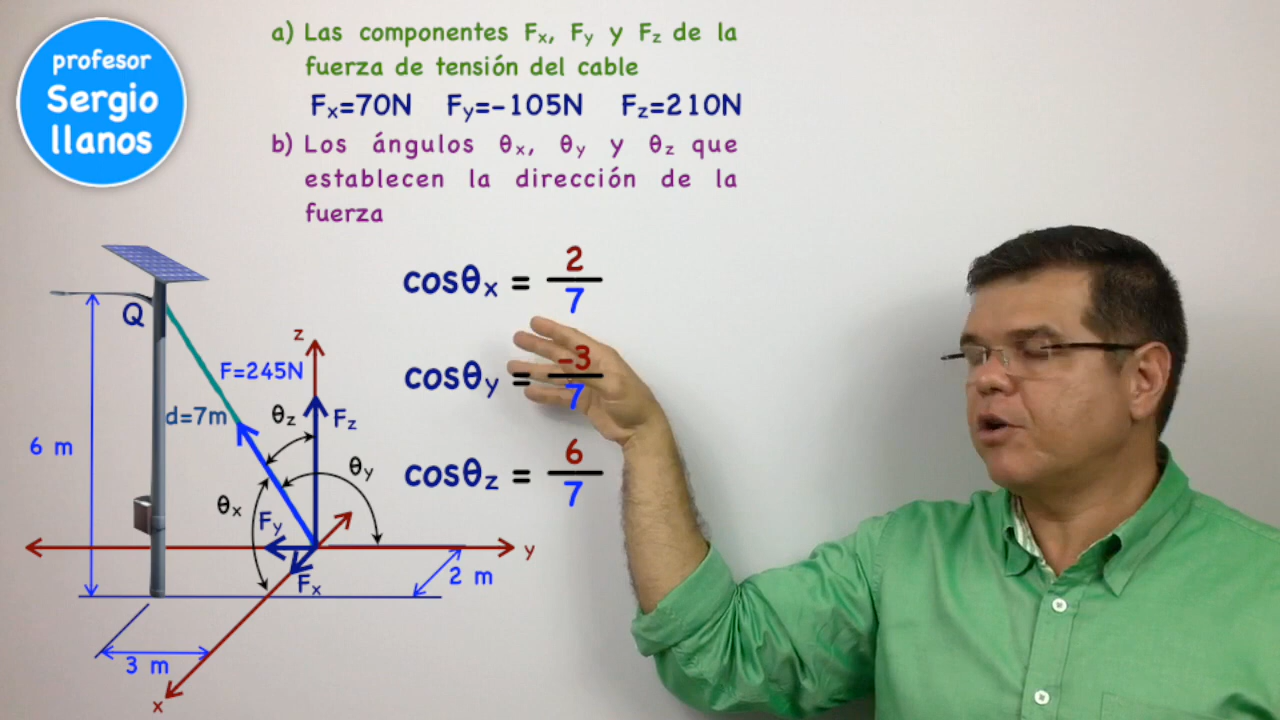 profesor
Sergio
llanos
a) Las componentes Fx, Fy y Fz de la
fuerza de tensión del cable
Fx=70N Fy=-105N Fz=210N
b) Los ángulos θx, θy y θz que
establecen la dirección de la
fuerza
cosθx = 2/7
cosθy = -3/7
cosθz = 6/7
Q
z
F=245N
d=7m
θz
Fz
6 m
θy
θx
Fy
y
Fx
2 m
3 m
x